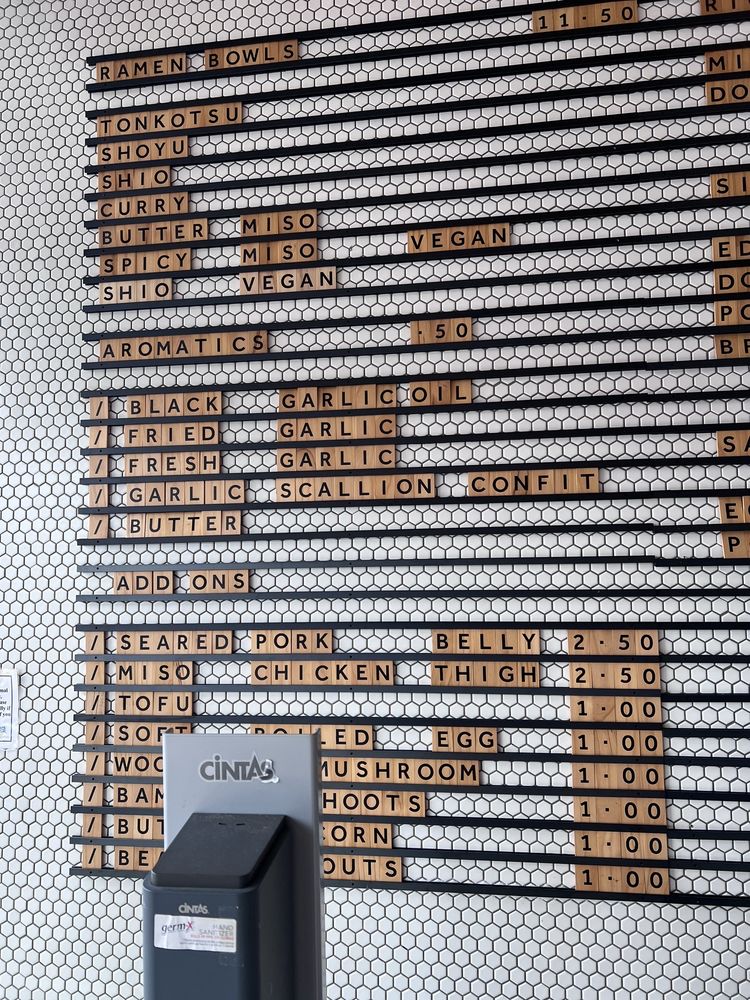 RAMEN BOWLS 11.50
TONKOTSU
SHOYU
SHIO
CURRY
BUTTER MISO VEGAN
SPICY MISO
SHIO VEGAN
AROMATICS .50
/ BLACK GARLIC OIL
/ FRIED GARLIC
/ FRESH GARLIC
/ GARLIC SCALLION CONFIT
/ BUTTER
ADD ONS
/ SEARED PORK BELLY 2.50
/ MISO CHICKEN THIGH 2.50
/ TOFU 1.00
/ EGG 1.00
/ MUSHROOM 1.00
/ 1.00
/ CORN 1.00
/ 1.00
CINTAS
CINTAS
germ-X HAND
SANITIZER